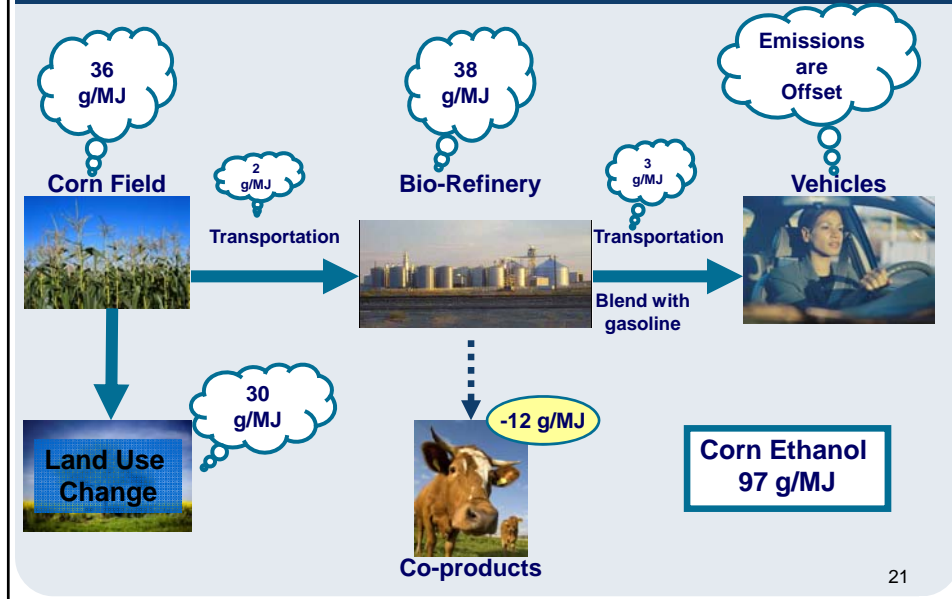 36
g/MJ
38
g/MJ
Emissions
are
Offset
Corn Field
2
g/MJ
Bio-Refinery
3
g/MJ
Vehicles
Transportation
Transportation
Blend with
gasoline
30
g/MJ
Land Use
Change
-12 g/MJ
Corn Ethanol
97 g/MJ
Co-products
21